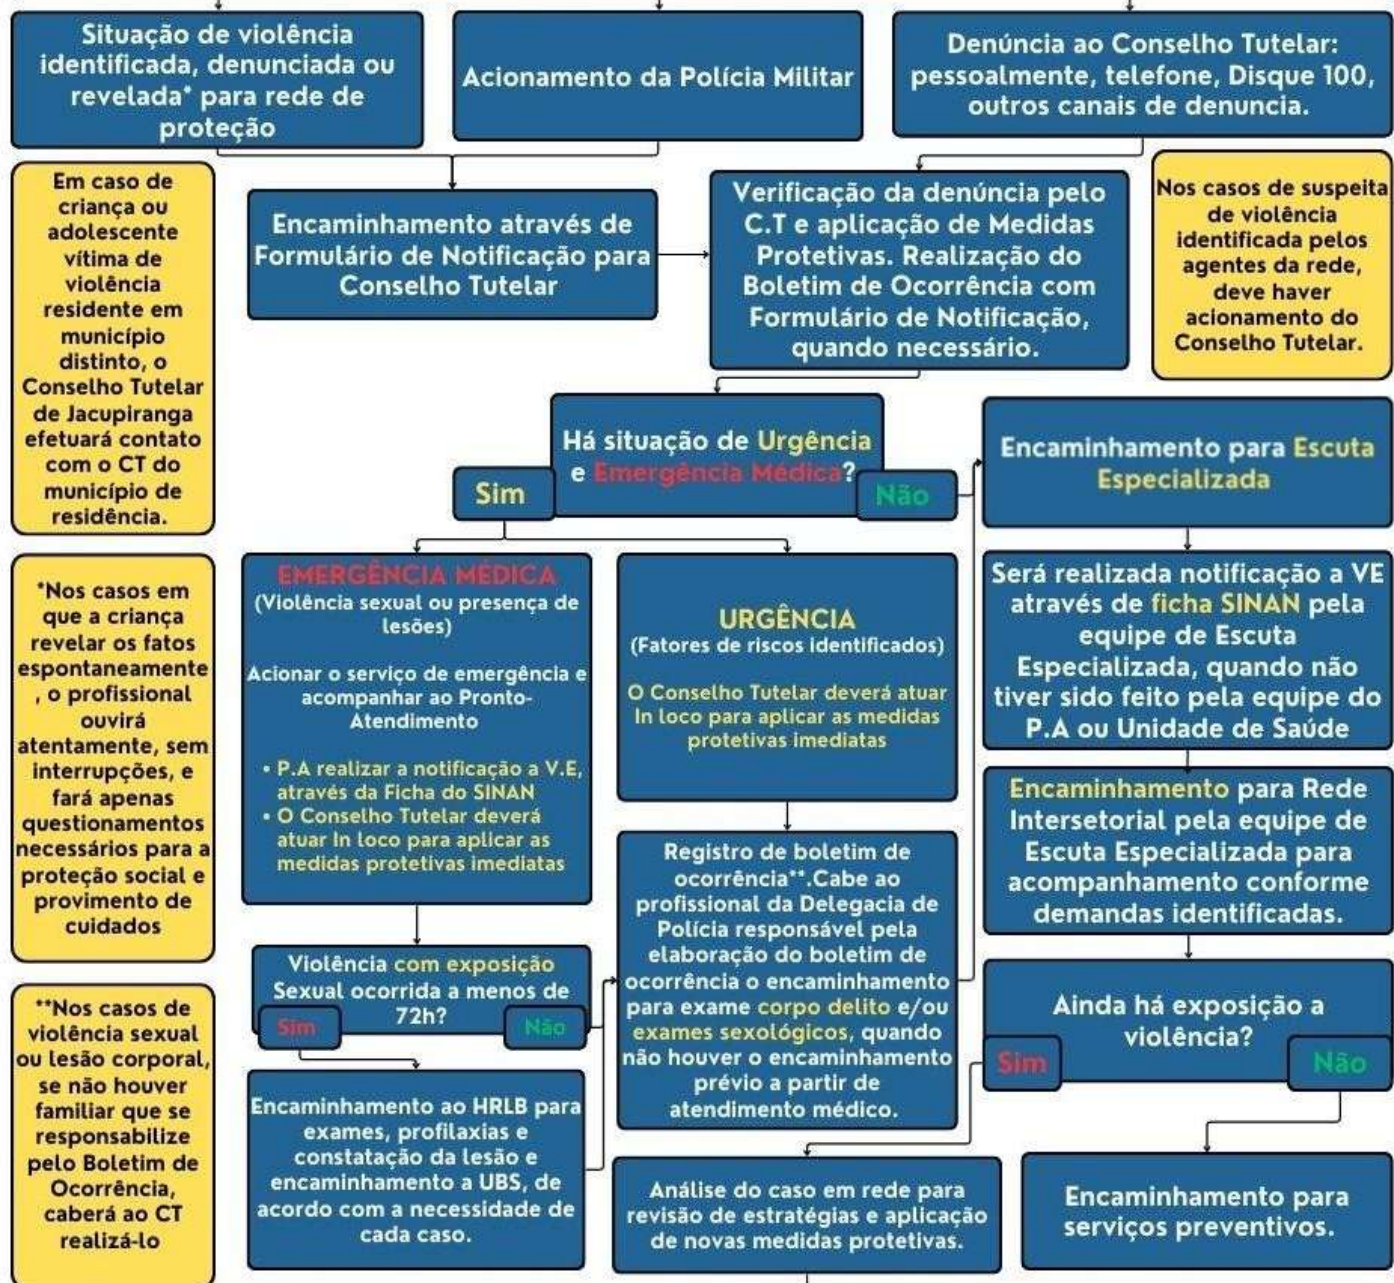 Situação de violência
identificada, denunciada ou
revelada* para rede de
proteção
Acionamento da Polícia Militar
Denúncia ao Conselho Tutelar:
pessoalmente, telefone, Disque 100,
outros canais de denuncia.
Em caso de
criança ou
adolescente
vítima de
violência
residente em
município
distinto, o
Conselho Tutelar
de Jacupiranga
efetuará contato
com o CT do
município de
residência.
Encaminhamento através de
Formulário de Notificação para
Conselho Tutelar
Verificação da denúncia pelo
C.T e aplicação de Medidas
Protetivas. Realização do
Boletim de Ocorrência com
Formulário de Notificação,
quando necessário.
Nos casos de suspeita
de violência
identificada pelos
agentes da rede,
deve haver
acionamento do
Conselho Tutelar.
Há situação de Urgência
e Emergência Médica?
Sim
Não
Encaminhamento para Escuta
Especializada
*Nos casos em
que a criança
revelar os fatos
espontaneamente
, o profissional
ouvirá
atentamente, sem
interrupções, e
fará apenas
questionamentos
necessários para a
proteção social e
provimento de
cuidados
EMERGÊNCIA MÉDICA
(Violência sexual ou presença de
lesões)
Acionar o serviço de emergência e
acompanhar ao Pronto-
Atendimento
• P.A realizar a notificação a V.E,
através da Ficha do SINAN
• O Conselho Tutelar deverá
atuar In loco para aplicar as
medidas protetivas imediatas
URGÊNCIA
(Fatores de riscos identificados)
O Conselho Tutelar deverá atuar
In loco para aplicar as medidas
protetivas imediatas
Será realizada notificação a VE
através de ficha SINAN pela
equipe de Escuta
Especializada, quando não
tiver sido feito pela equipe do
P.A ou Unidade de Saúde
Encaminhamento para Rede
Intersetorial pela equipe de
Escuta Especializada para
acompanhamento conforme
demandas identificadas.
Registro de boletim de
ocorrência**.Cabe ao
profissional da Delegacia de
Polícia responsável pela
elaboração do boletim de
ocorrência o encaminhamento
para exame corpo delito e/ou
exames sexológicos, quando
não houver o encaminhamento
prévio a partir de
atendimento médico.
Violência com exposição
Sexual ocorrida a menos de
72h?
Sim
Não
Ainda há exposição a
violência?
Sim
Não
**Nos casos de
violência sexual
ou lesão corporal,
se não houver
familiar que se
responsabilize
pelo Boletim de
Ocorrência,
caberá ao CT
realizá-lo
Encaminhamento ao HRLB para
exames, profilaxias e
constatação da lesão e
encaminhamento a UBS, de
acordo com a necessidade de
cada caso.
Análise do caso em rede para
revisão de estratégias e aplicação
de novas medidas protetivas.
Encaminhamento para
serviços preventivos.